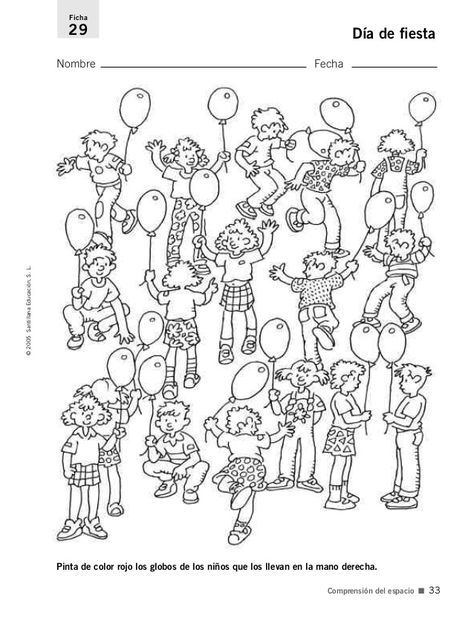 Ficha
29
Día de fiesta
Nombre
Fecha
© 2005 Santillana Educación, S. L.
Pinta de color rojo los globos de los niños que los llevan en la mano derecha.
Comprensión del espacio ■ 33